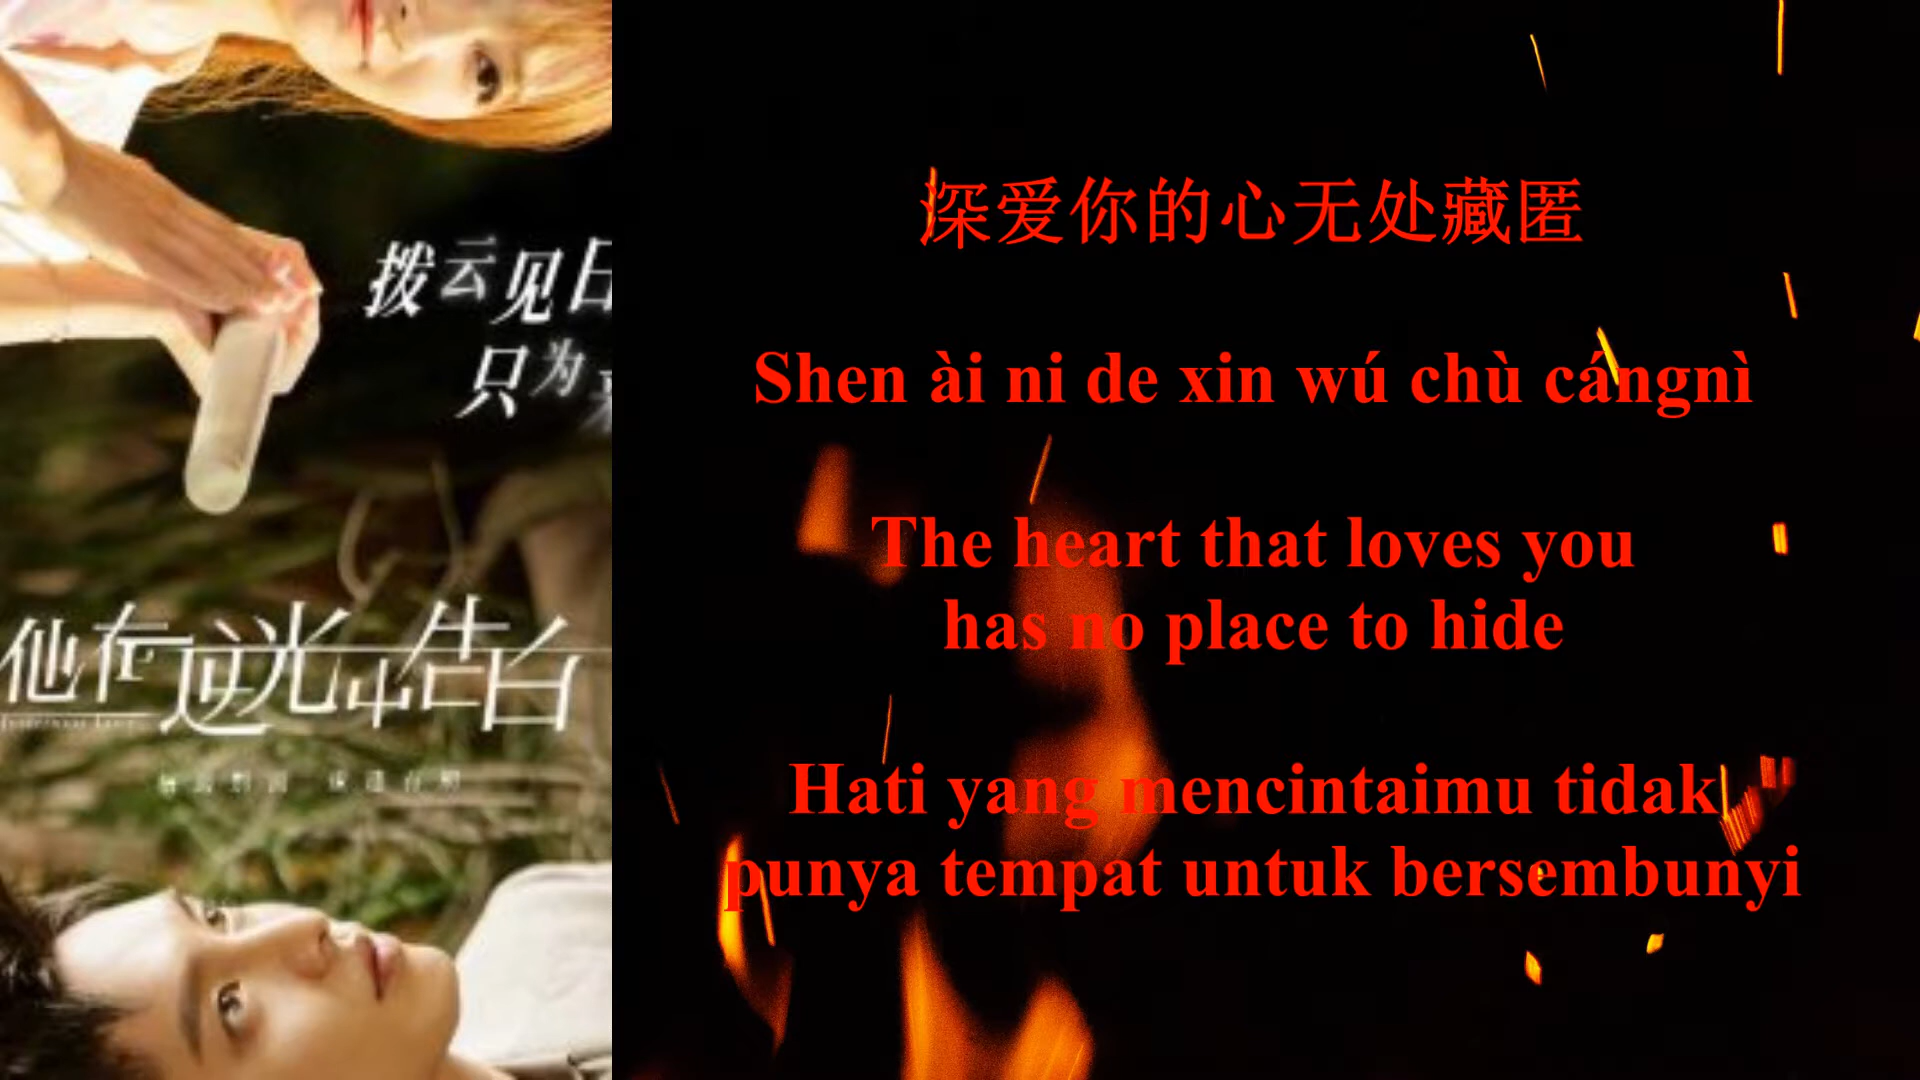 拨云见日
只为
他在逆光中告白
深爱你的心无处藏匿
Shen ài ni de xin wú chù cángnì
The heart that loves you
has no place to hide
Hati yang mencintaimu tidak
punya tempat untuk bersembunyi